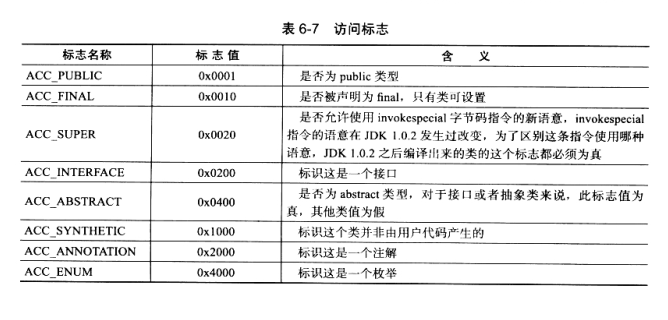 表 6-7 访问标志
标志名称 标 志 值 含 义
ACC_PUBLIC 0x0001 是否为 public 类型
ACC_FINAL 0x0010 是否被声明为 final，只有类可设置
ACC_SUPER 0x0020 是否允许使用 invokespecial 字节码指令的新语意，invokespecial
指令的语意在 JDK 1.0.2 发生过改变，为了区别这条指令使用哪种
语意，JDK 1.0.2 之后编译出来的类的这个标志都必须为真
ACC_INTERFACE 0x0200 标识这是一个接口
ACC_ABSTRACT 0x0400 是否为 abstract 类型，对于接口或者抽象类来说，此标志值为
真，其他类值为假
ACC_SYNTHETIC 0x1000 标识这个类并非由用户代码产生的
ACC_ANNOTATION 0x2000 标识这是一个注解
ACC_ENUM 0x4000 标识这是一个枚举